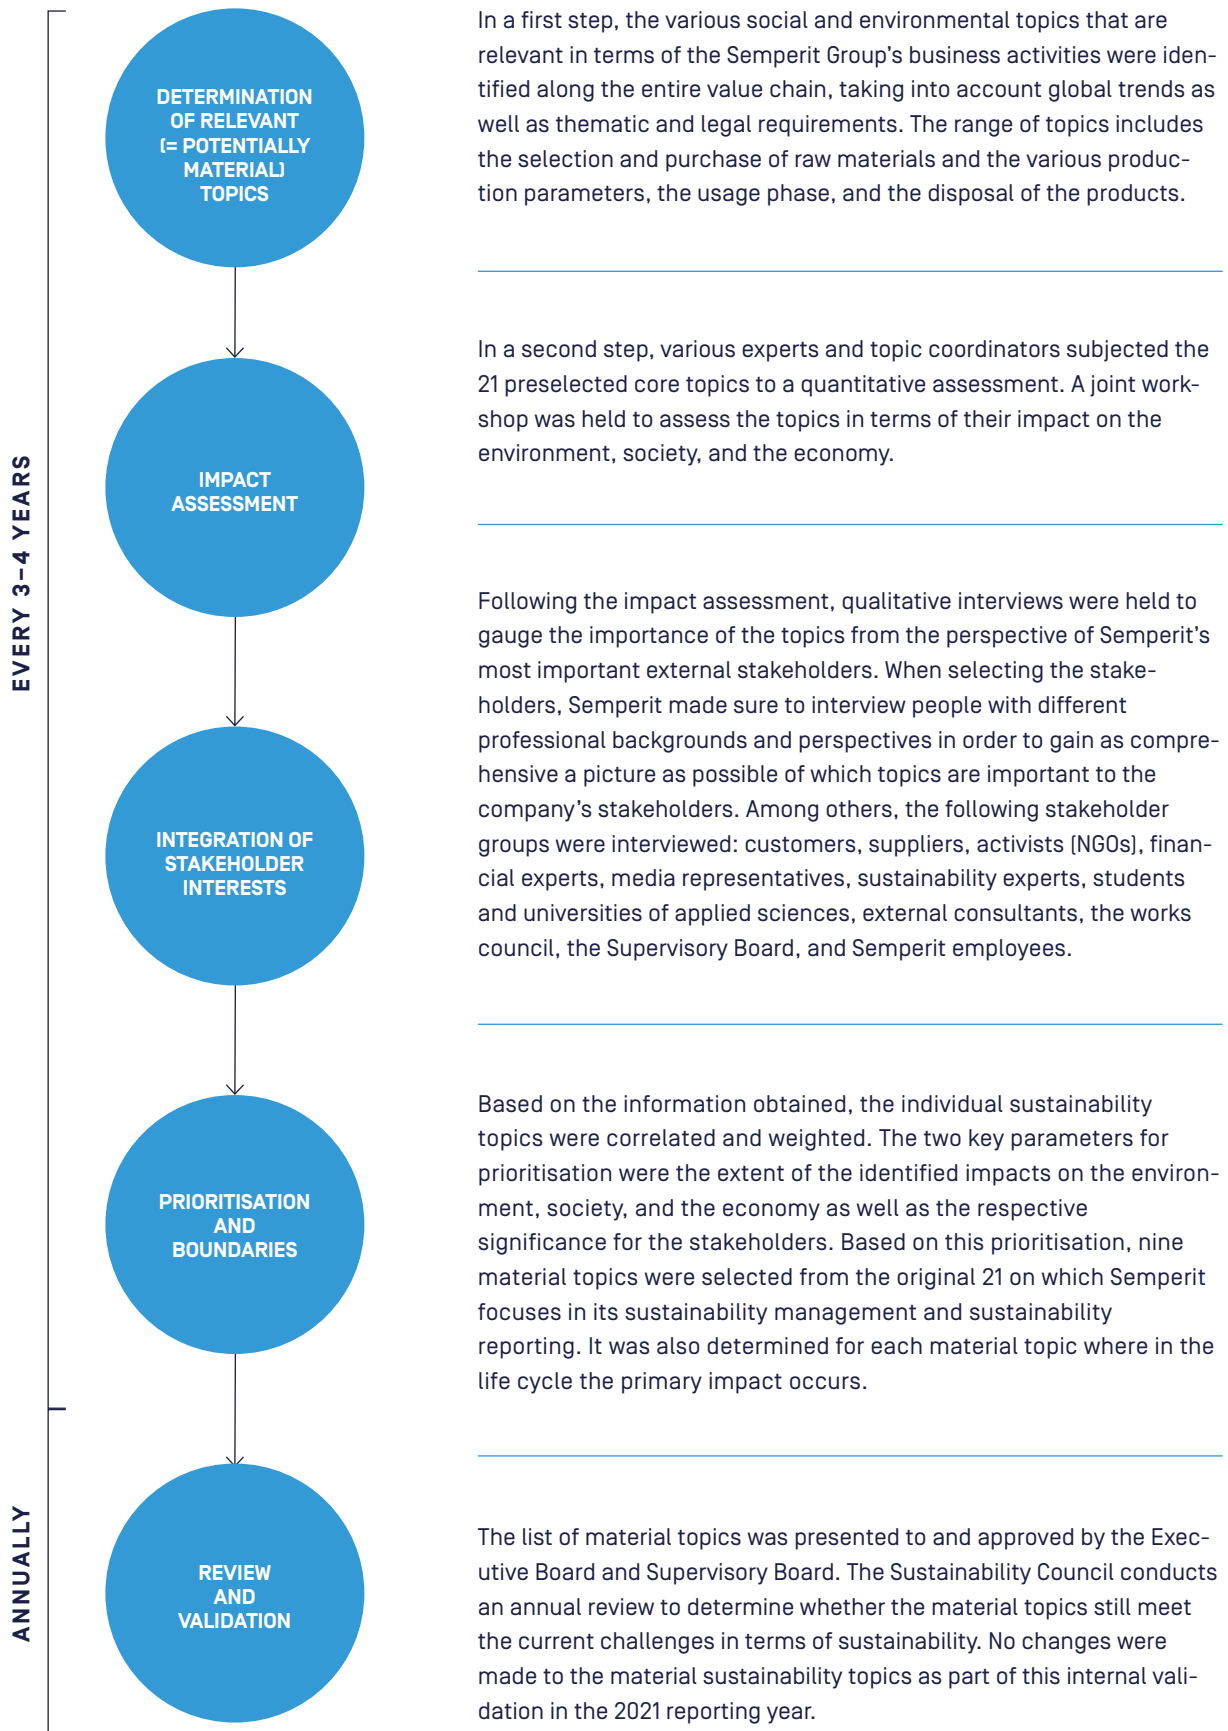 EVERY 3–4 YEARS
DETERMINATION
OF RELEVANT
(= POTENTIALLY
MATERIAL)
TOPICS
In a first step, the various social and environmental topics that are
relevant in terms of the Semperit Group’s business activities were iden-
tified along the entire value chain, taking into account global trends as
well as thematic and legal requirements. The range of topics includes
the selection and purchase of raw materials and the various produc-
tion parameters, the usage phase, and the disposal of the products.
IMPACT
ASSESSMENT
In a second step, various experts and topic coordinators subjected the
21 preselected core topics to a quantitative assessment. A joint work-
shop was held to assess the topics in terms of their impact on the
environment, society, and the economy.
INTEGRATION OF
STAKEHOLDER
INTERESTS
Following the impact assessment, qualitative interviews were held to
gauge the importance of the topics from the perspective of Semperit’s
most important external stakeholders. When selecting the stake-
holders, Semperit made sure to interview people with different
professional backgrounds and perspectives in order to gain as compre-
hensive a picture as possible of which topics are important to the
company’s stakeholders. Among others, the following stakeholder
groups were interviewed: customers, suppliers, activists (NGOs), finan-
cial experts, media representatives, sustainability experts, students
and universities of applied sciences, external consultants, the works
council, the Supervisory Board, and Semperit employees.
PRIORITISATION
AND
BOUNDARIES
Based on the information obtained, the individual sustainability
topics were correlated and weighted. The two key parameters for
prioritisation were the extent of the identified impacts on the environ-
ment, society, and the economy as well as the respective
significance for the stakeholders. Based on this prioritisation, nine
material topics were selected from the original 21 on which Semperit
focuses in its sustainability management and sustainability
reporting. It was also determined for each material topic where in the
life cycle the primary impact occurs.
ANNUALLY
REVIEW
AND
VALIDATION
The list of material topics was presented to and approved by the Exec-
utive Board and Supervisory Board. The Sustainability Council conducts
an annual review to determine whether the material topics still meet
the current challenges in terms of sustainability. No changes were
made to the material sustainability topics as part of this internal vali-
dation in the 2021 reporting year.